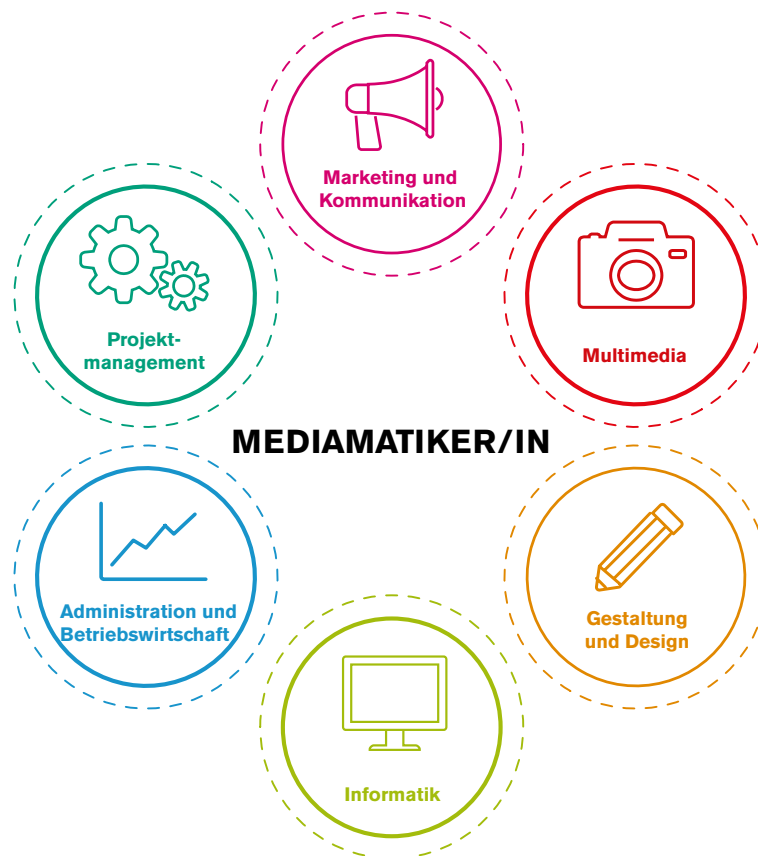 Marketing und
Kommunikation
Projekt-
management
Multimedia
MEDIAMATIKER/IN
Administration und
Betriebswirtschaft
Gestaltung
und Design
Informatik